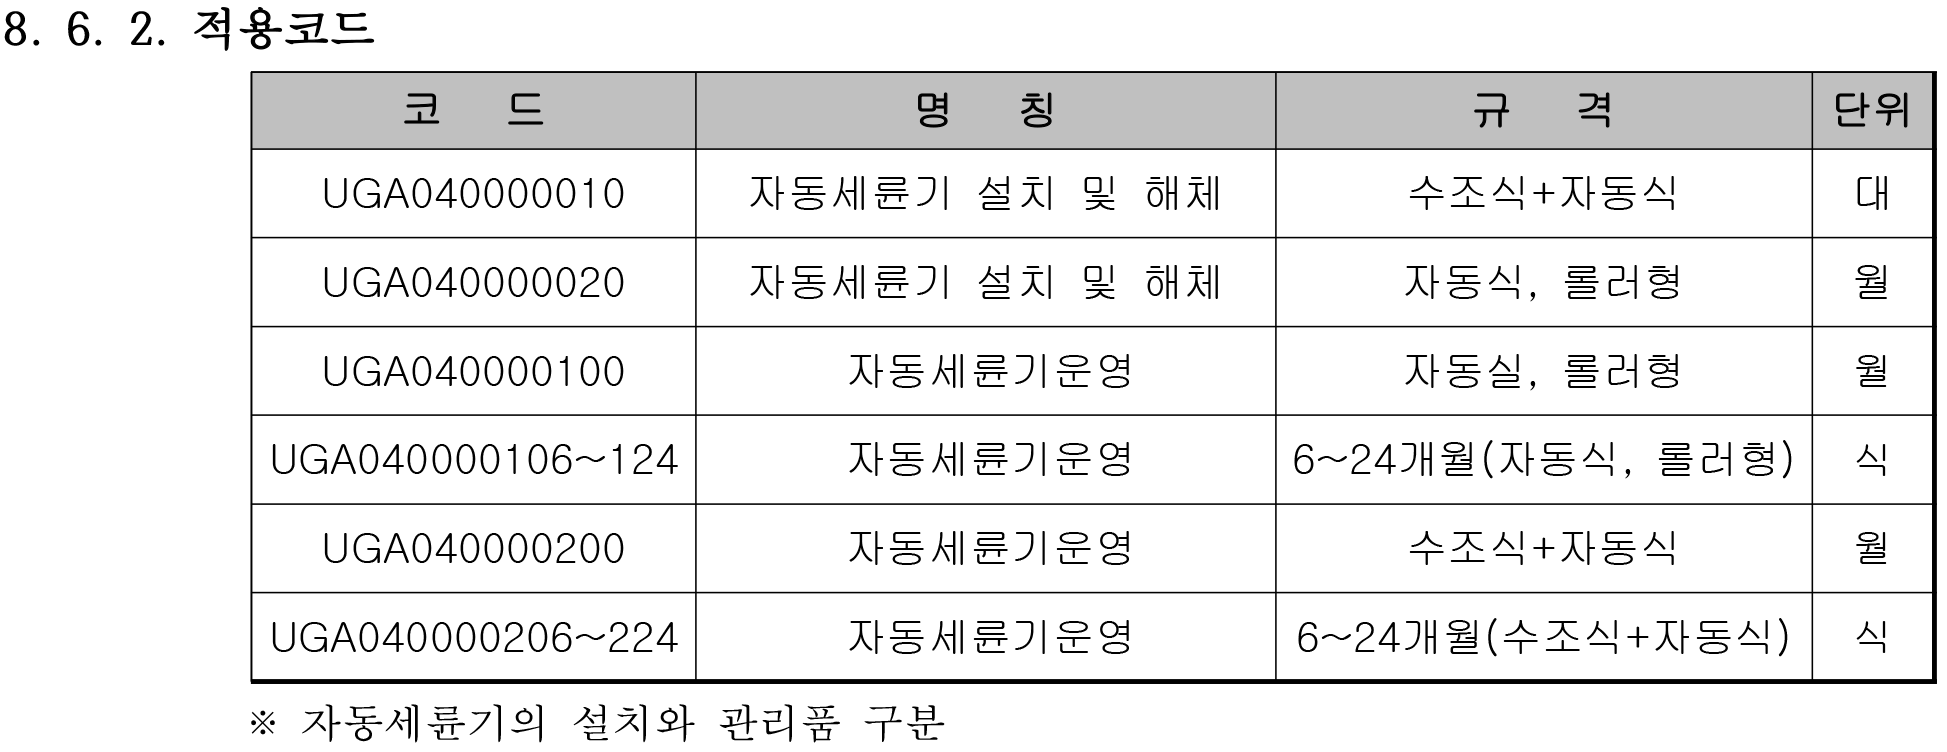 8. 6. 2. 적용코드
코 드 명 칭 규 격 단위
UGA040000010 자동세륜기 설치 및 해체 수조식+자동식 대
UGA040000020 자동세륜기 설치 및 해체 자동식, 롤러형 월
UGA040000100 자동세륜기운영 자동실, 롤러형 월
UGA040000106~124 자동세륜기운영 6~24개월(자동식, 롤러형) 식
UGA040000200 자동세륜기운영 수조식+자동식 월
UGA040000206~224 자동세륜기운영 6~24개월(수조식+자동식) 식
※ 자동세륜기의 설치와 관리품 구분